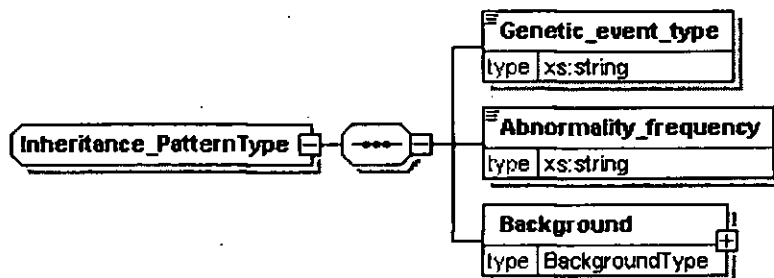 Genetic_event_type
type xs:string
Inheritance_PatternType
Abnormality_frequency
type xs:string
Background
type BackgroundType